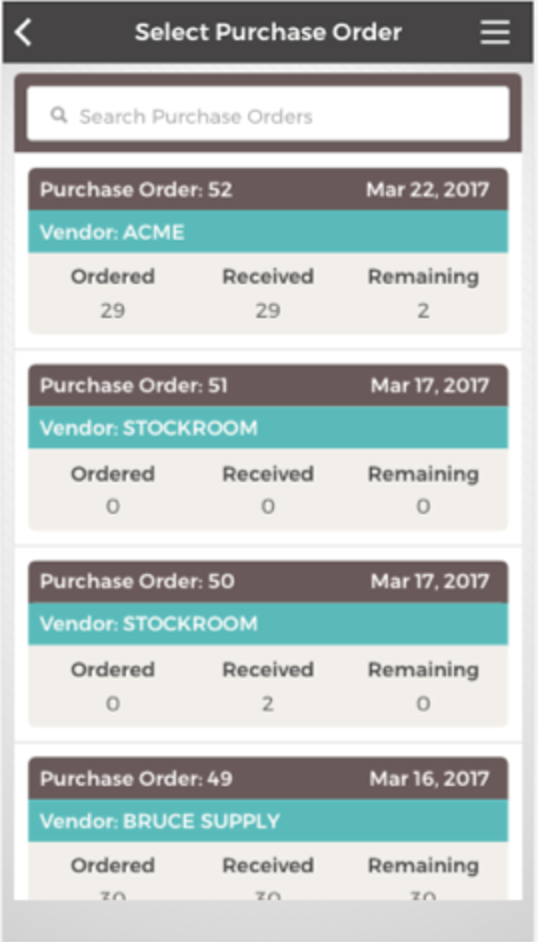 Select Purchase Order
Search Purchase Orders
Purchase Order: 52 Mar 22, 2017
Vendor: ACME
Ordered Received Remaining
29 29 2
Purchase Order: 51 Mar 17, 2017
Vendor: STOCKROOM
Ordered Received Remaining
0 0 0
Purchase Order: 50 Mar 17, 2017
Vendor: STOCKROOM
Ordered Received Remaining
0 2 0
Purchase Order: 49 Mar 16, 2017
Vendor: BRUCE SUPPLY
Ordered Received Remaining
30 30 30